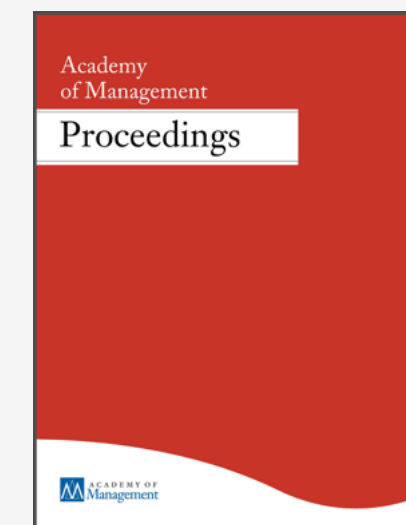 Academy
of Management
Proceedings
ACADEMY OF
Management